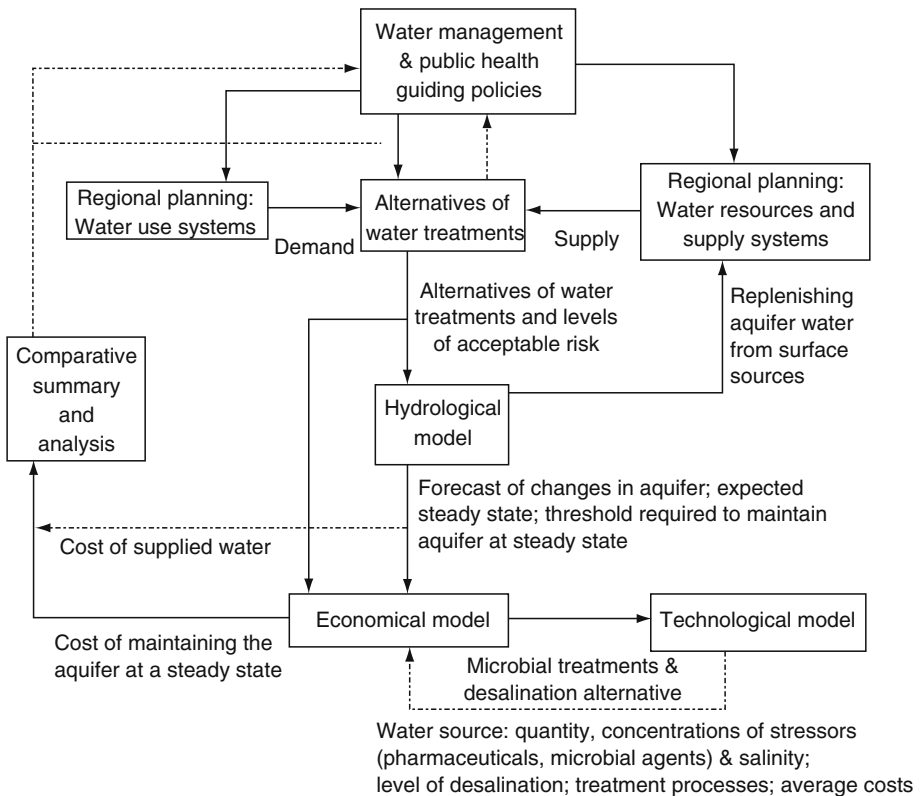 Water management
& public health
guiding policies
Regional planning:
Water use systems
Demand
Alternatives of
water treatments
Supply
Regional planning:
Water resources and
supply systems
Alternatives of water
treatments and levels
of acceptable risk
Replenishing
aquifer water
from surface
sources
Comparative
summary
and
analysis
Hydrological
model
Forecast of changes in aquifer; expected
steady state; threshold required to maintain
aquifer at steady state
Cost of supplied water
Economical model
Technological model
Cost of maintaining the
aquifer at a steady state
Microbial treatments &
desalination alternative
Water source: quantity, concentrations of stressors
(pharmaceuticals, microbial agents) & salinity;
level of desalination; treatment processes; average costs